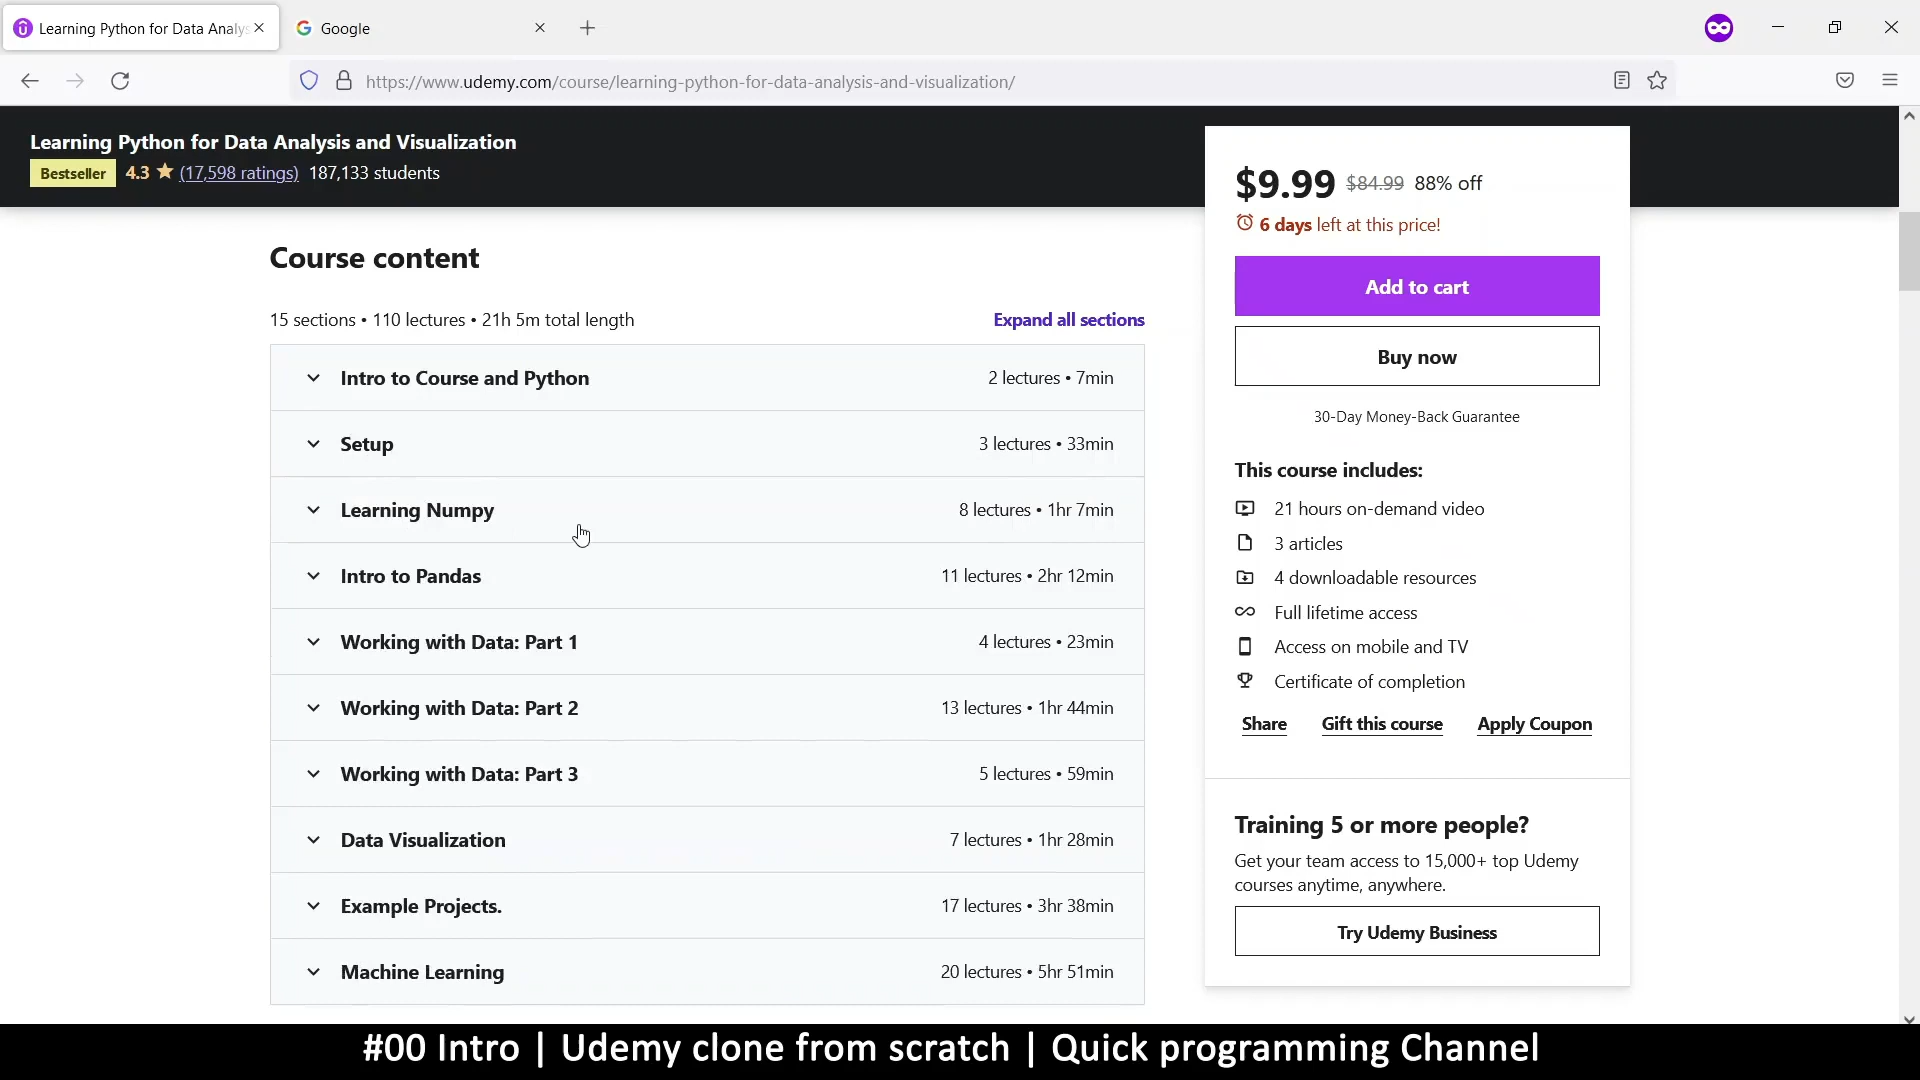 Learning Python for Data Analys
Google
https://www.udemy.com/course/learning-python-for-data-analysis-and-visualization/
Learning Python for Data Analysis and Visualization
Bestseller 4.3 (17,598 ratings) 187,133 students
$9.99 $84.99 88% off
6 days left at this price!
Add to cart
Buy now
30-Day Money-Back Guarantee
This course includes:
21 hours on-demand video
3 articles
4 downloadable resources
Full lifetime access
Access on mobile and TV
Certificate of completion
Share Gift this course Apply Coupon
Training 5 or more people?
Get your team access to 15,000+ top Udemy
courses anytime, anywhere.
Try Udemy Business
Course content
15 sections • 110 lectures • 21h 5m total length Expand all sections
Intro to Course and Python 2 lectures • 7min
Setup 3 lectures • 33min
Learning Numpy 8 lectures • 1hr 7min
Intro to Pandas 11 lectures • 2hr 12min
Working with Data: Part 1 4 lectures • 23min
Working with Data: Part 2 13 lectures • 1hr 44min
Working with Data: Part 3 5 lectures • 59min
Data Visualization 7 lectures • 1hr 28min
Example Projects. 17 lectures • 3hr 38min
Machine Learning 20 lectures • 5hr 51min
#00 Intro | Udemy clone from scratch | Quick programming Channel